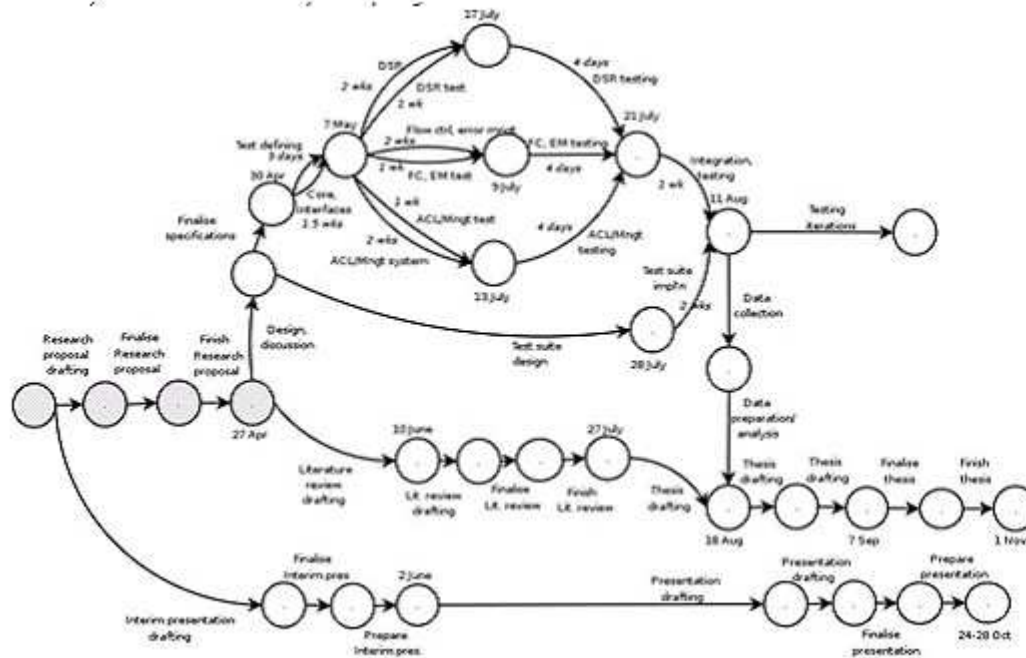 17 July
DSR
2 wks
DSR test
1 wk
4 days
DSR testing
21 July
7 May
Test defining
3 days
Flow ctrl, error mngt
2 wks
1 wk
FC, EM test
9 July
FC, EM testing
4 days
Integration,
testing
2 wk
30 Apr
Core,
interfaces
1.5 wks
1 wk
ACL/Mngt test
2 wks
ACL/Mngt system
13 July
4 days
ACL/Mngt
testing
11 Aug
Testing
iterations
Finalise
specifications
Test suite
impl'n
2 wks
Data
collection
Test suite
design
28 July
Design,
discussion
Research
proposal
drafting
Finalise
Research
proposal
Finish
Research
proposal
27 Apr
Data
preparation/
analysis
10 June
27 July
Literature
review
drafting
Lit. review
drafting
Finalise
Lit. review
Finish
Lit. review
Thesis
drafting
Thesis
drafting
Thesis
drafting
Finalise
thesis
Finish
thesis
18 Aug
7 Sep
1 Nov
Interim presentation
drafting
Finalise
Interim pres
2 June
Prepare
Interim pres.
Presentation
drafting
Presentation
drafting
Prepare
presentation
Finalise
presentation
24-28 Oct